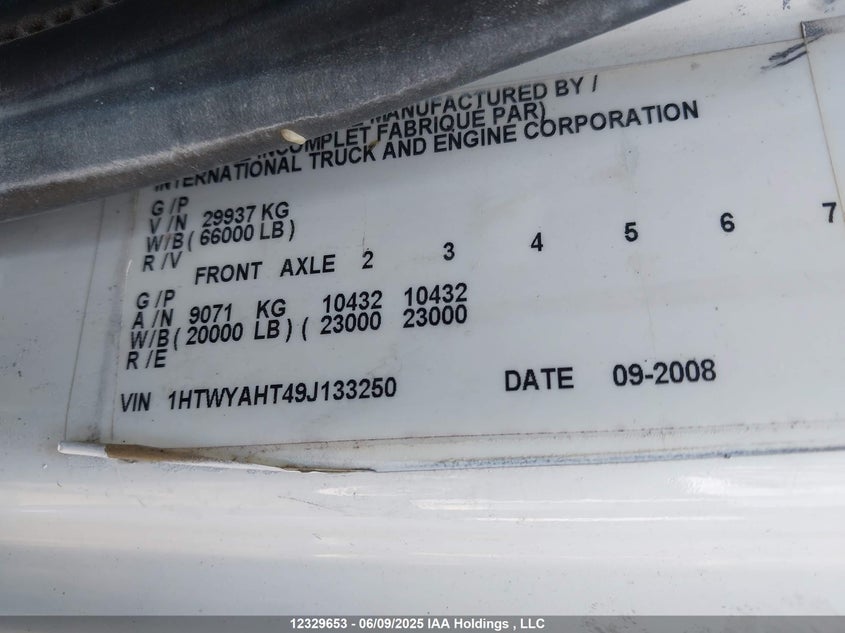 MANUFACTURED BY /
INCOMPLET FABRIQUE PAR)
INTERNATIONAL TRUCK AND ENGINE CORPORATION
G/P
V/N 29937 KG
W/B (66000 LB)
R/V
FRONT AXLE 2 3 4 5 6 7
G/P
A/N 9071 KG 10432 10432
W/B (20000 LB) ( 23000 23000
R/E
VIN 1HTWYAHT49J133250 DATE 09-2008
12329653 - 06/09/2025 IAA Holdings , LLC